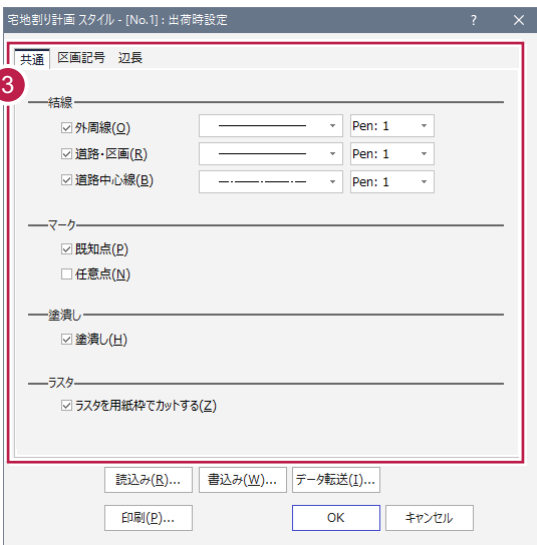 宅地割り計画 スタイル - [No.1] : 出荷時設定 ? ×
共通 区画記号 辺長
3
結線
外周線(O) Pen: 1
道路・区画(R) Pen: 1
道路中心線(B) Pen: 1
マーク
既知点(P)
任意点(N)
塗潰し
塗潰し(H)
ラスタ
ラスタを用紙枠でカットする(Z)
読込み(R)... 書込み(W)... データ転送(I)...
印刷(P)... OK キャンセル